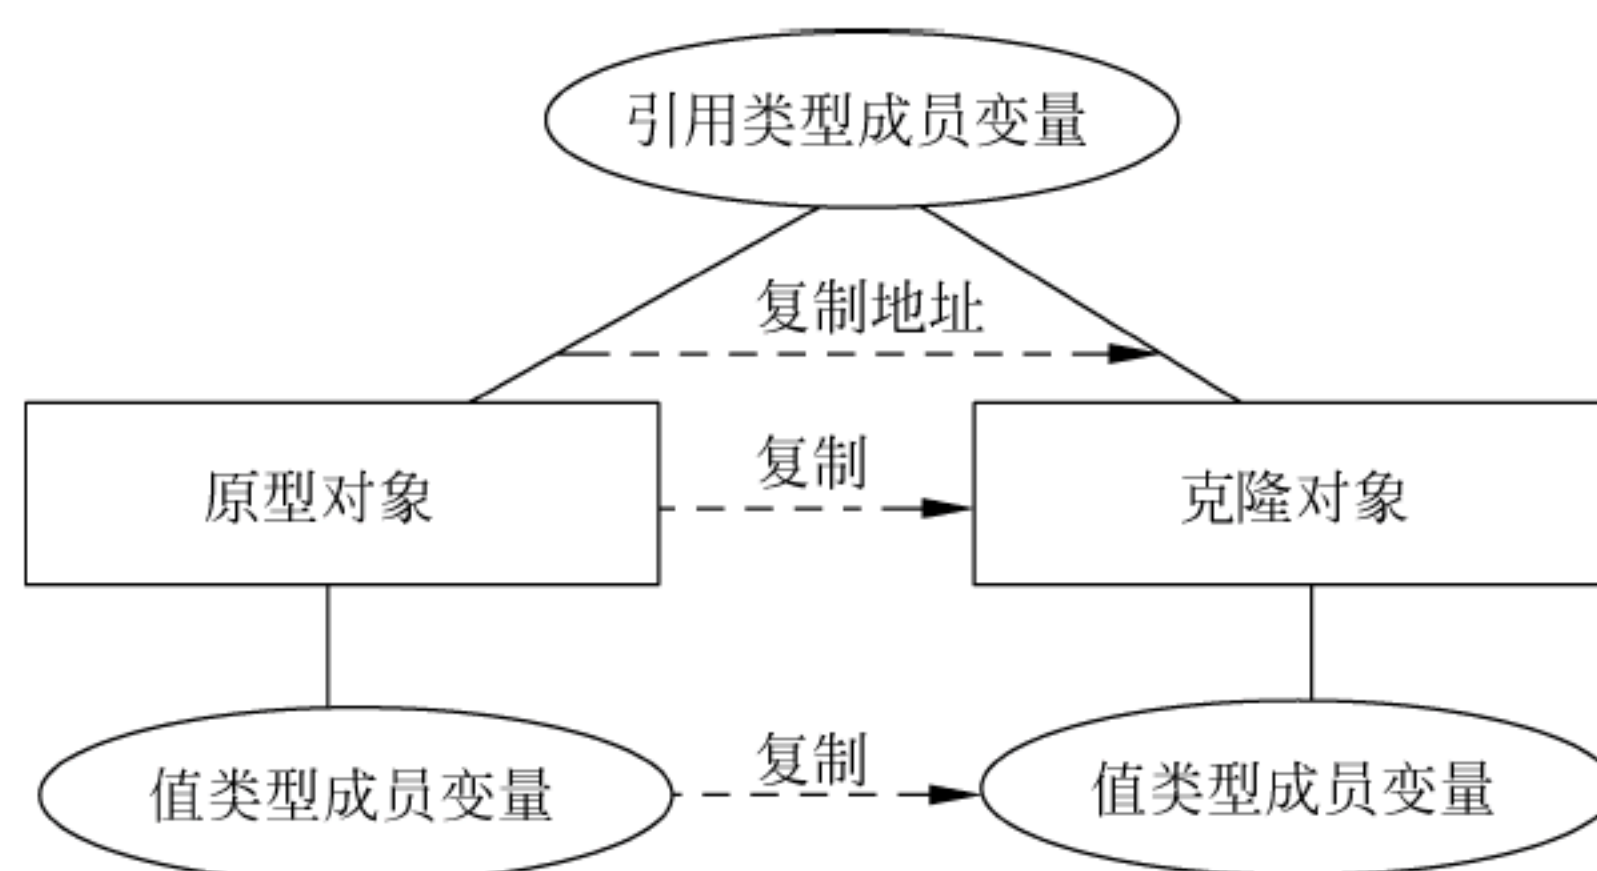 引用类型成员变量
复制地址
复制
原型对象
克隆对象
复制
值类型成员变量
值类型成员变量